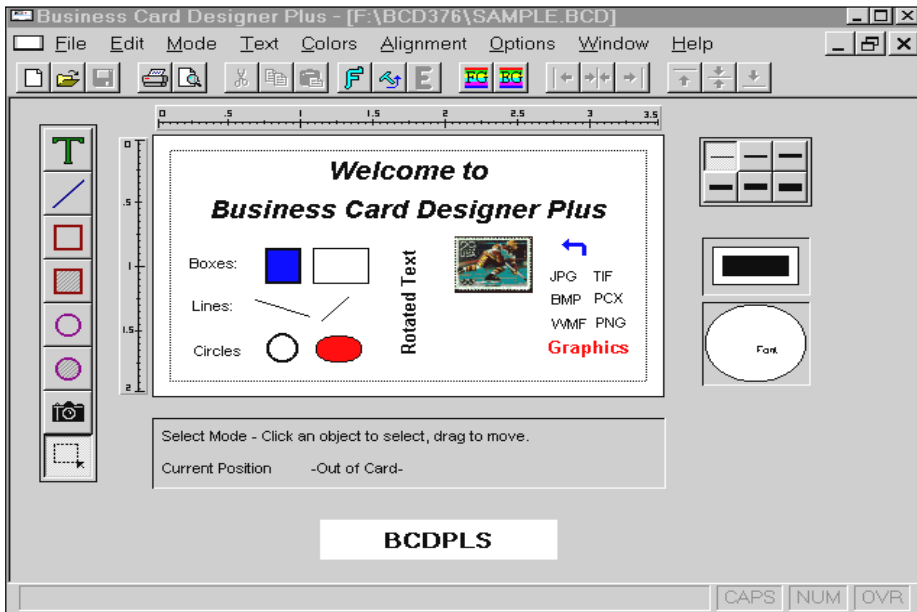 Business Card Designer Plus - [F:\BCD376\SAMPLE.BCD]
File Edit Mode Text Colors Alignment Options Window Help
F E FG BG
0 .5 1 1.5 2 2.5 3 3.5
T
0
.5
1
1.5
2
Welcome to
Business Card Designer Plus
Boxes:
Lines:
Circles
Rotated Text
JPG TIF
BMP PCX
WMF PNG
Graphics
Font
Select Mode - Click an object to select, drag to move.
Current Position -Out of Card-
BCDPLS
CAPS NUM OVR